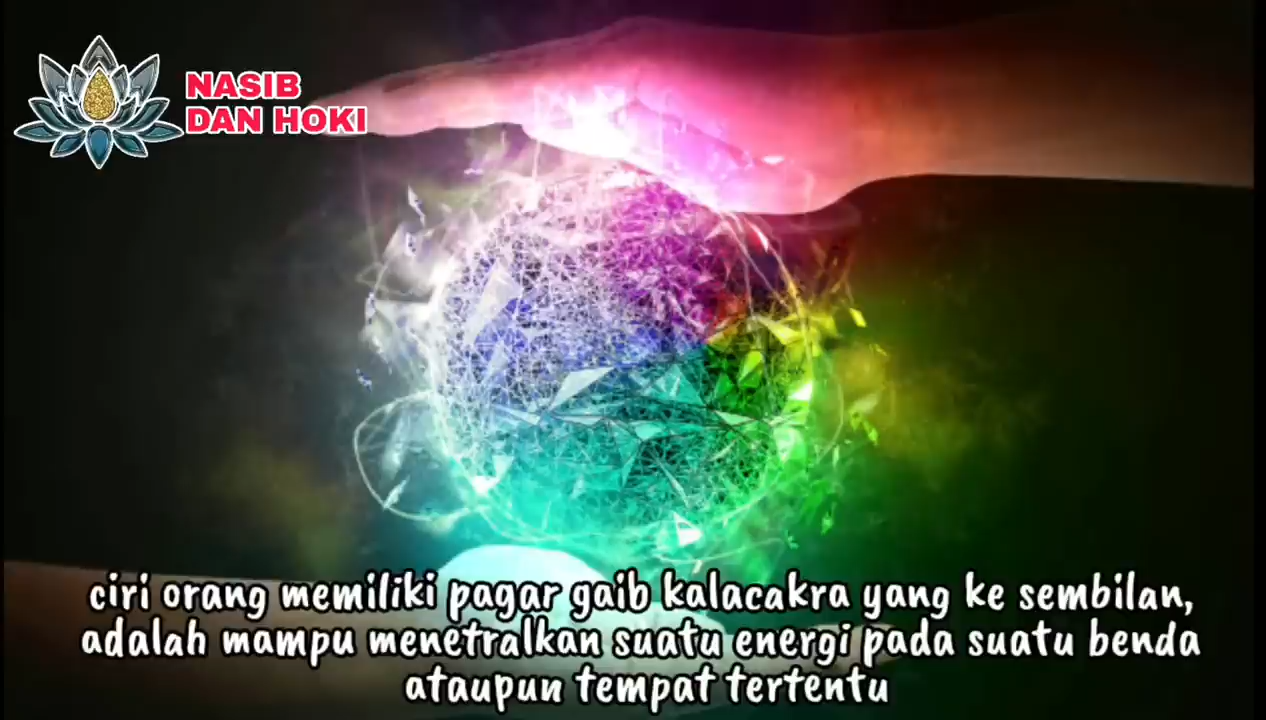 NASIB
DAN HOKI
ciri orang memiliki pagar gaib kalacakra yang ke sembilan,
adalah mampu menetralkan suatu energi pada suatu benda
ataupun tempat tertentu